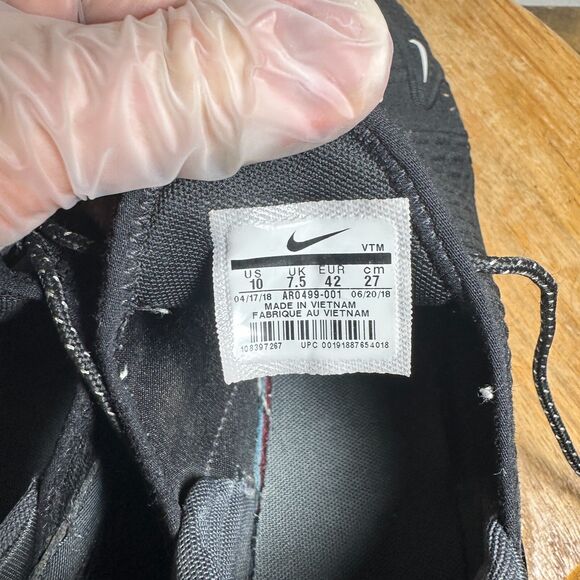 VTM
US UK EUR cm
10 7.5 42 27
04/17/18 AR0499-001 06/20/18
MADE IN VIETNAM
FABRIQUE AU VIETNAM
108397267 UPC 00191887654018